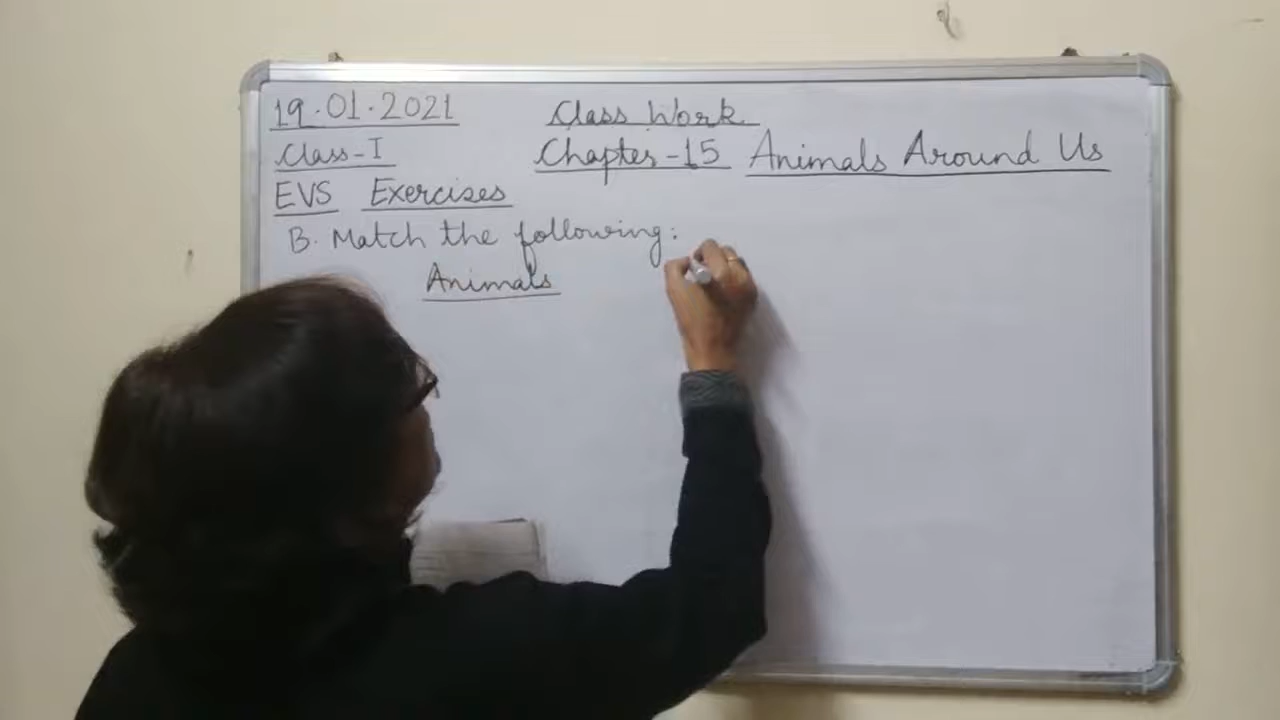 19.01.2021 Class Work
Class-I Chapter-15 Animals Around Us
EVS Exercises
B. Match the following:
Animals